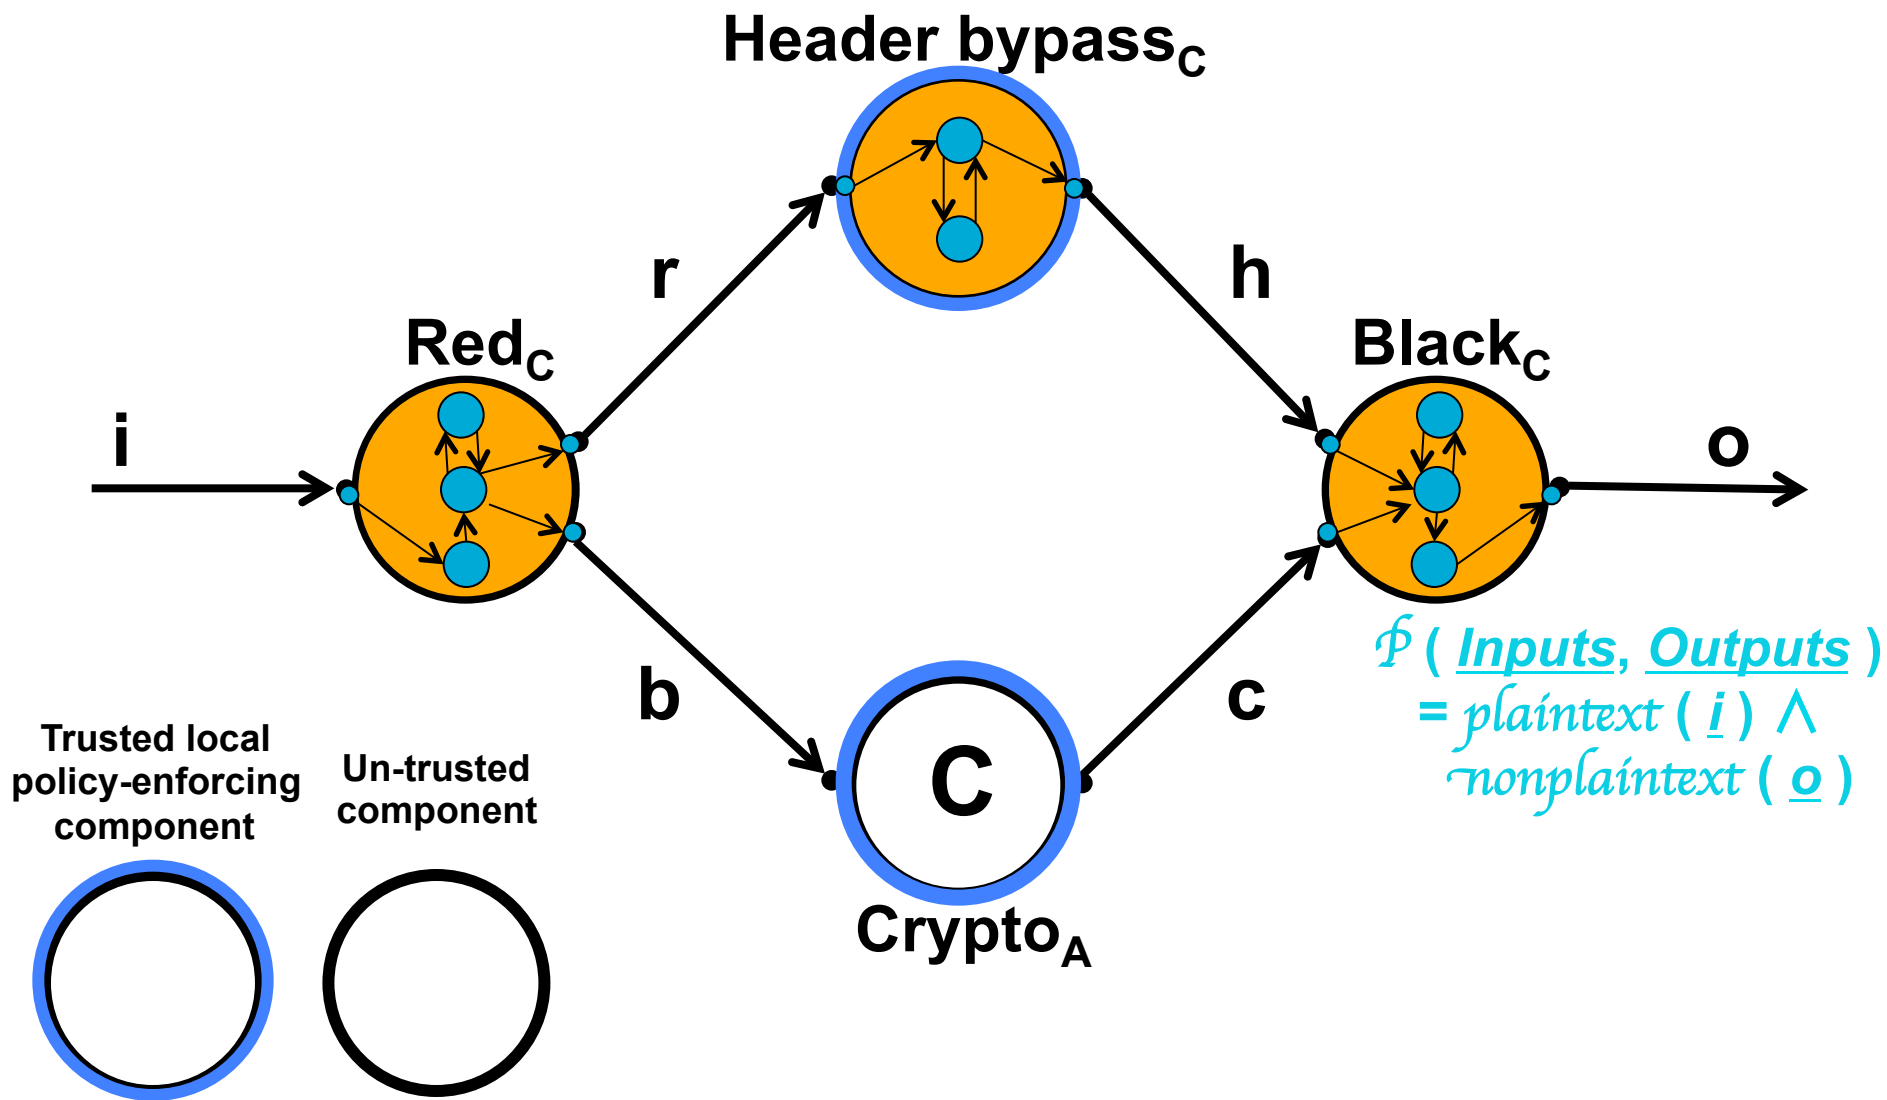 Header bypassC
r
h
RedC
BlackC
i
o
b
c
C
CryptoA
P ( Inputs, Outputs )
= plaintext ( i ) ∧
nonplaintext ( o )
Trusted local
policy-enforcing
component
Un-trusted
component